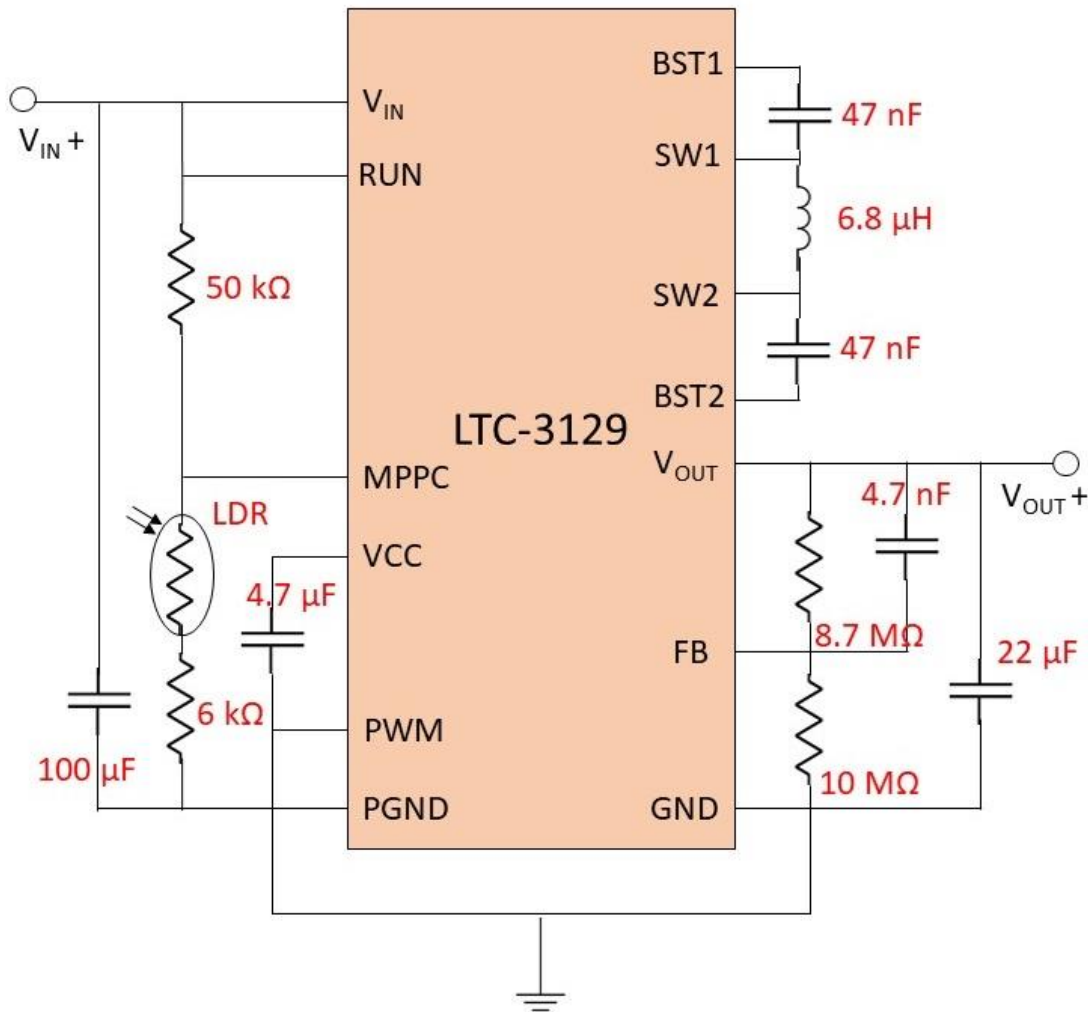 BST1
47 nF
V_IN
V_IN +
SW1
RUN
6.8 µH
50 kΩ
SW2
47 nF
BST2
LTC-3129
V_OUT
MPPC
4.7 nF
V_OUT +
LDR
VCC
4.7 µF
8.7 MΩ
FB
22 µF
6 kΩ
PWM
100 µF
10 MΩ
PGND
GND